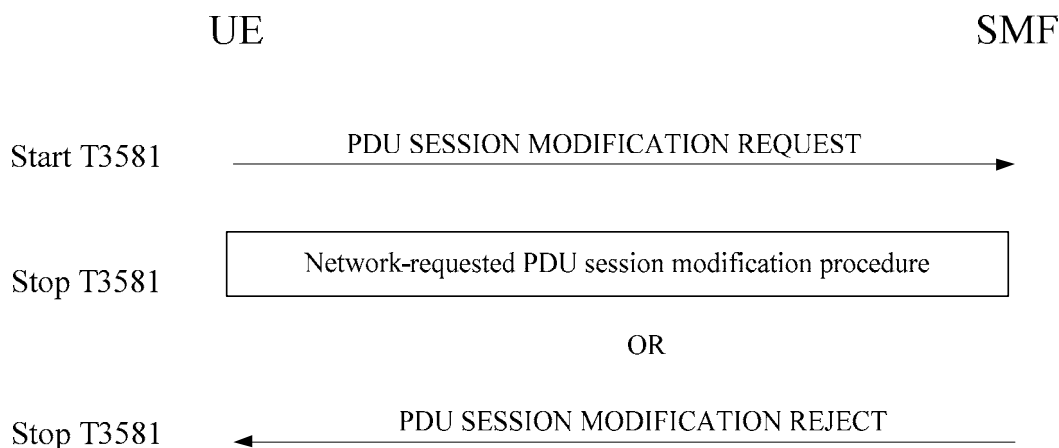 UE SMF
Start T3581 PDU SESSION MODIFICATION REQUEST
Stop T3581 Network-requested PDU session modification procedure
OR
Stop T3581 PDU SESSION MODIFICATION REJECT